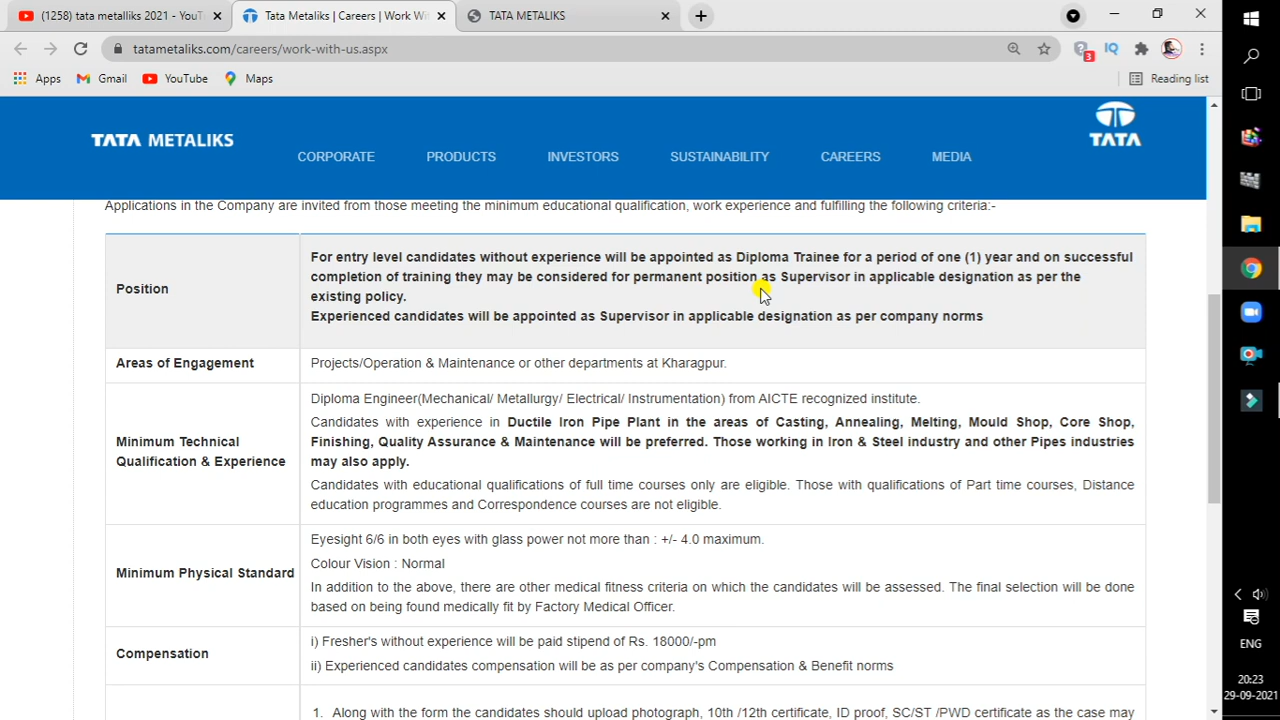 (1258) tata metalliks 2021 - YouT
Tata Metaliks | Careers | Work Wi
TATA METALIKS
tatametaliks.com/careers/work-with-us.aspx
3
Apps
Gmail
YouTube
Maps
Reading list
TATA METALIKS
TATA
CORPORATE
PRODUCTS
INVESTORS
SUSTAINABILITY
CAREERS
MEDIA
Applications in the Company are invited from those meeting the minimum educational qualification, work experience and fulfilling the following criteria:-
Position
For entry level candidates without experience will be appointed as Diploma Trainee for a period of one (1) year and on successful
completion of training they may be considered for permanent position as Supervisor in applicable designation as per the
existing policy.
Experienced candidates will be appointed as Supervisor in applicable designation as per company norms
Areas of Engagement
Projects/Operation & Maintenance or other departments at Kharagpur.
Minimum Technical
Qualification & Experience
Diploma Engineer(Mechanical/ Metallurgy/ Electrical/ Instrumentation) from AICTE recognized institute.
Candidates with experience in Ductile Iron Pipe Plant in the areas of Casting, Annealing, Melting, Mould Shop, Core Shop,
Finishing, Quality Assurance & Maintenance will be preferred. Those working in Iron & Steel industry and other Pipes industries
may also apply.
Candidates with educational qualifications of full time courses only are eligible. Those with qualifications of Part time courses, Distance
education programmes and Correspondence courses are not eligible.
Minimum Physical Standard
Eyesight 6/6 in both eyes with glass power not more than : +/- 4.0 maximum.
Colour Vision : Normal
In addition to the above, there are other medical fitness criteria on which the candidates will be assessed. The final selection will be done
based on being found medically fit by Factory Medical Officer.
Compensation
i) Fresher's without experience will be paid stipend of Rs. 18000/-pm
ii) Experienced candidates compensation will be as per company's Compensation & Benefit norms
1. Along with the form the candidates should upload photograph, 10th /12th certificate, ID proof, SC/ST /PWD certificate as the case may
ENG
20:23
29-09-2021